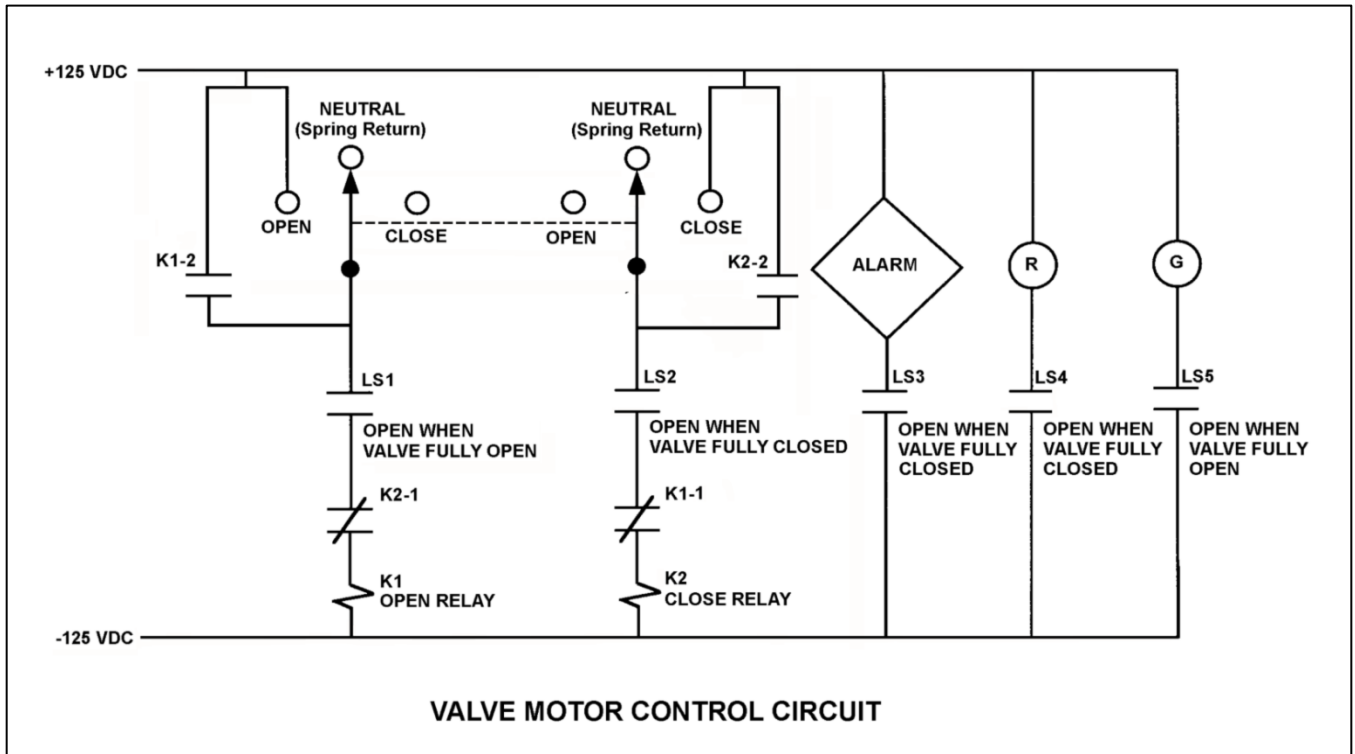 +125 VDC
NEUTRAL
(Spring Return)
NEUTRAL
(Spring Return)
OPEN
CLOSE
OPEN
CLOSE
K1-2
K2-2
ALARM
R
G
LS1
OPEN WHEN
VALVE FULLY OPEN
LS2
OPEN WHEN
VALVE FULLY CLOSED
LS3
OPEN WHEN
VALVE FULLY
CLOSED
LS4
OPEN WHEN
VALVE FULLY
CLOSED
LS5
OPEN WHEN
VALVE FULLY
OPEN
K2-1
K1-1
K1
OPEN RELAY
K2
CLOSE RELAY
-125 VDC
VALVE MOTOR CONTROL CIRCUIT